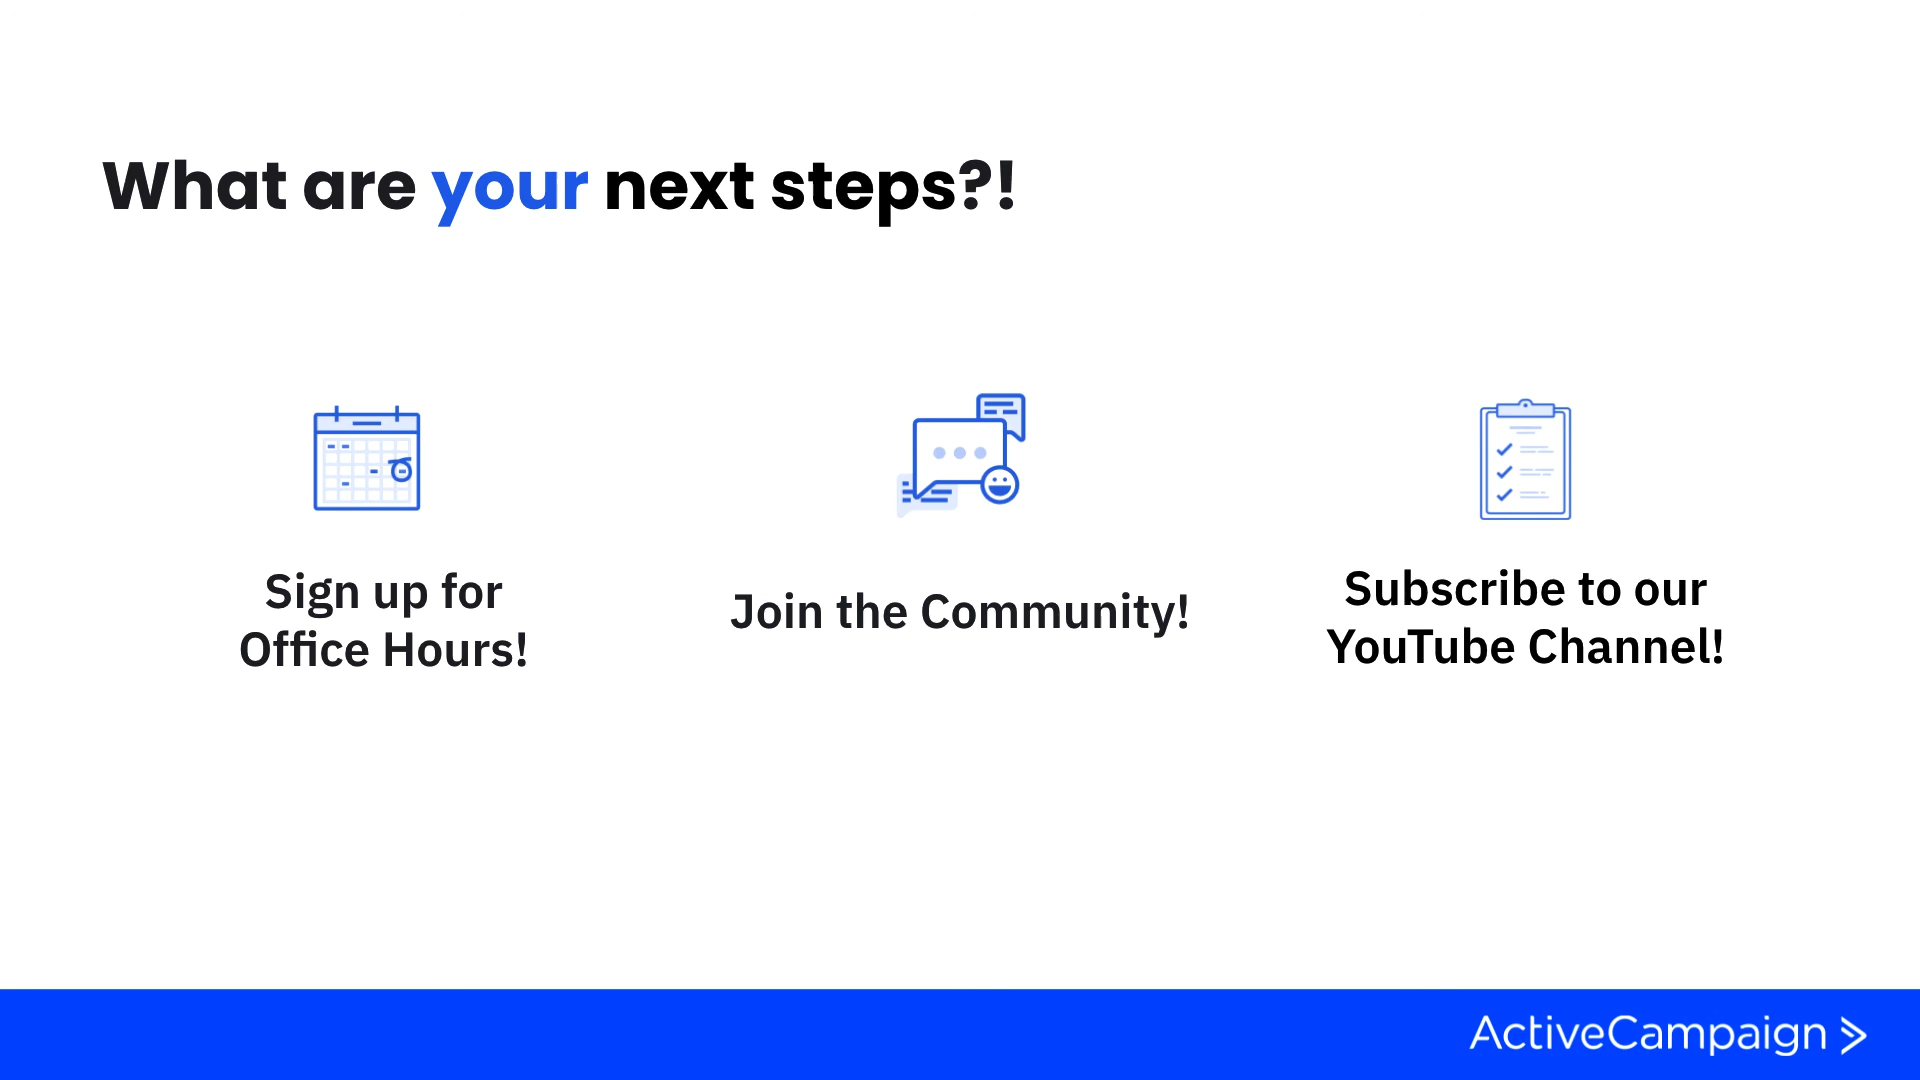 What are your next steps?!
Sign up for
Office Hours!
Join the Community!
Subscribe to our
YouTube Channel!
ActiveCampaign